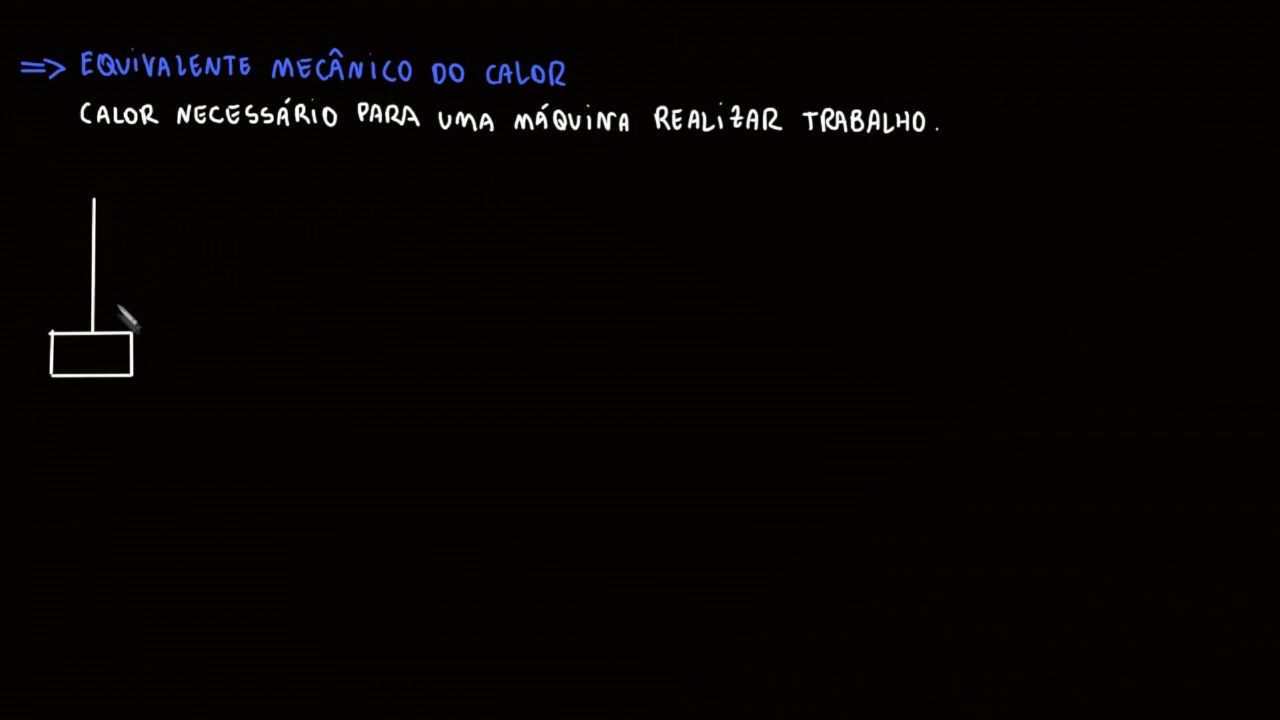 => EQUIVALENTE MECÂNICO DO CALOR
CALOR NECESSÁRIO PARA UMA MÁQUINA REALIZAR TRABALHO.